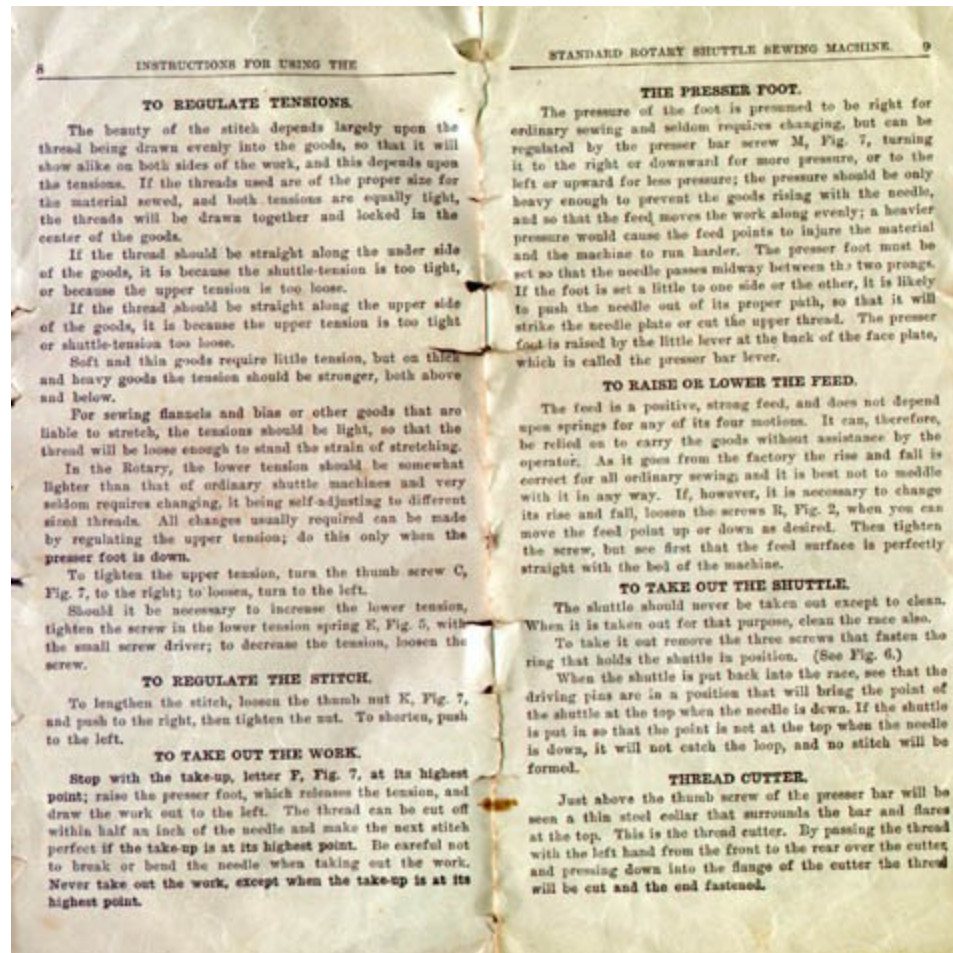 8 INSTRUCTIONS FOR USING THE
TO REGULATE TENSIONS.
The beauty of the stitch depends largely upon the
thread being drawn evenly into the goods, so that it will
show alike on both sides of the work, and this depends upon
the tensions. If the threads used are of the proper size for
the material sewed, and both tensions are equally tight,
the threads will be drawn together and locked in the
center of the goods.
If the thread should be straight along the under side
of the goods, it is because the shuttle-tension is too tight,
or because the upper tension is too loose.
If the thread should be straight along the upper side
of the goods, it is because the upper tension is too tight
or shuttle-tension too loose.
Soft and thin goods require little tension, but on thick
and heavy goods the tension should be stronger, both above
and below.
For sewing flannels and bias or other goods that are
liable to stretch, the tensions should be light, so that the
thread will be loose enough to stand the strain of stretching.
In the Rotary, the lower tension should be somewhat
lighter than that of ordinary shuttle machines and very
seldom requires changing, it being self-adjusting to different
sized threads. All changes usually required can be made
by regulating the upper tension; do this only when the
presser foot is down.
To tighten the upper tension, turn the thumb screw C,
Fig. 7, to the right; to loosen, turn to the left.
Should it be necessary to increase the lower tension,
tighten the screw in the lower tension spring E, Fig. 5, with
the small screw driver; to decrease the tension, loosen the
screw.
TO REGULATE THE STITCH.
To lengthen the stitch, loosen the thumb nut K, Fig. 7,
and push to the right, then tighten the nut. To shorten, push
to the left.
TO TAKE OUT THE WORK.
Stop with the take-up, letter F, Fig. 7, at its highest
point; raise the presser foot, which releases the tension, and
draw the work out to the left. The thread can be cut off
within half an inch of the needle and make the next stitch
perfect if the take-up is at its highest point. Be careful not
to break or bend the needle when taking out the work.
Never take out the work, except when the take-up is at its
highest point.
STANDARD ROTARY SHUTTLE SEWING MACHINE. 9
THE PRESSER FOOT.
The pressure of the foot is presumed to be right for
ordinary sewing and seldom requires changing, but can be
regulated by the presser bar screw M, Fig. 7, turning
it to the right or downward for more pressure, or to the
left or upward for less pressure; the pressure should be only
heavy enough to prevent the goods rising with the needle,
and so that the feed moves the work along evenly; a heavier
pressure would cause the feed points to injure the material
and the machine to run harder. The presser foot must be
set so that the needle passes midway between the two prongs.
If the foot is set a little to one side or the other, it is likely
to push the needle out of its proper path, so that it will
strike the needle plate or cut the upper thread. The presser
foot is raised by the little lever at the back of the face plate,
which is called the presser bar lever.
TO RAISE OR LOWER THE FEED.
The feed is a positive, strong feed, and does not depend
upon springs for any of its four motions. It can, therefore,
be relied on to carry the goods without assistance by the
operator. As it goes from the factory the rise and fall is
correct for all ordinary sewing; and it is best not to meddle
with it in any way. If, however, it is necessary to change
its rise and fall, loosen the screws R, Fig. 2, when you can
move the feed point up or down as desired. Then tighten
the screw, but see first that the feed surface is perfectly
straight with the bed of the machine.
TO TAKE OUT THE SHUTTLE.
The shuttle should never be taken out except to clean.
When it is taken out for that purpose, clean the race also.
To take it out remove the three screws that fasten the
ring that holds the shuttle in position. (See Fig. 6.)
When the shuttle is put back into the race, see that the
driving pins are in a position that will bring the point of
the shuttle at the top when the needle is down. If the shuttle
is put in so that the point is not at the top when the needle
is down, it will not catch the loop, and no stitch will be
formed.
THREAD CUTTER.
Just above the thumb screw of the presser bar will be
seen a thin steel collar that surrounds the bar and flares
at the top. This is the thread cutter. By passing the thread
with the left hand from the front to the rear over the cutter,
and pressing down into the flange of the cutter the thread
will be cut and the end fastened.